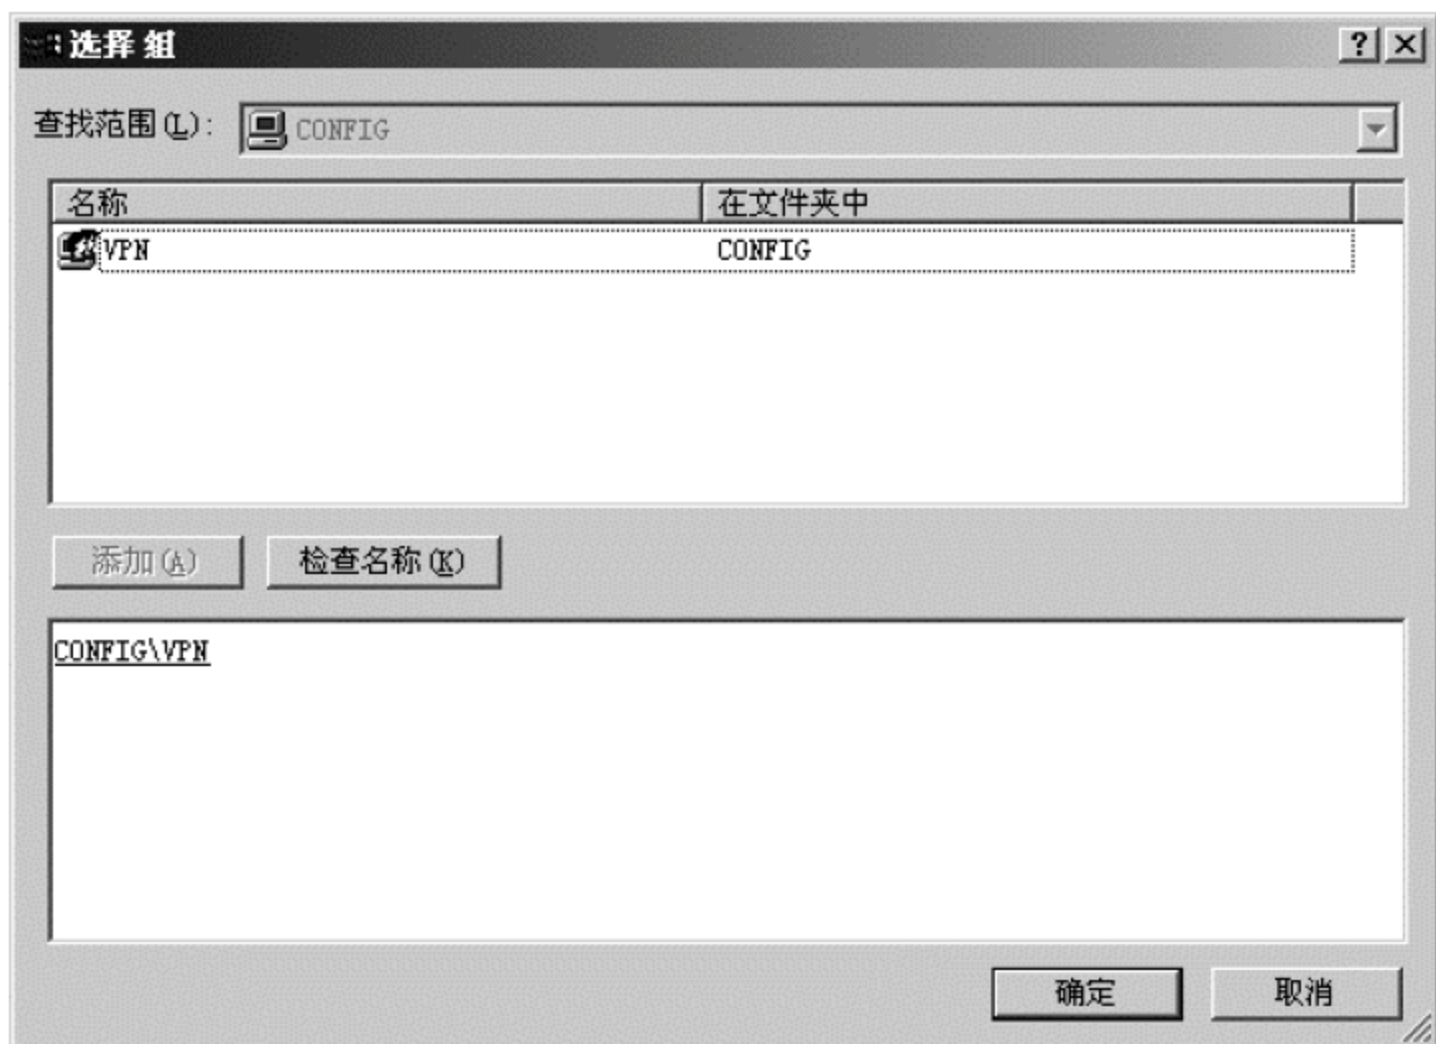 选择 组
查找范围(L): CONFIG
名称 在文件夹中
VPN CONFIG
添加(A) 检查名称(K)
CONFIG\VPN
确定 取消